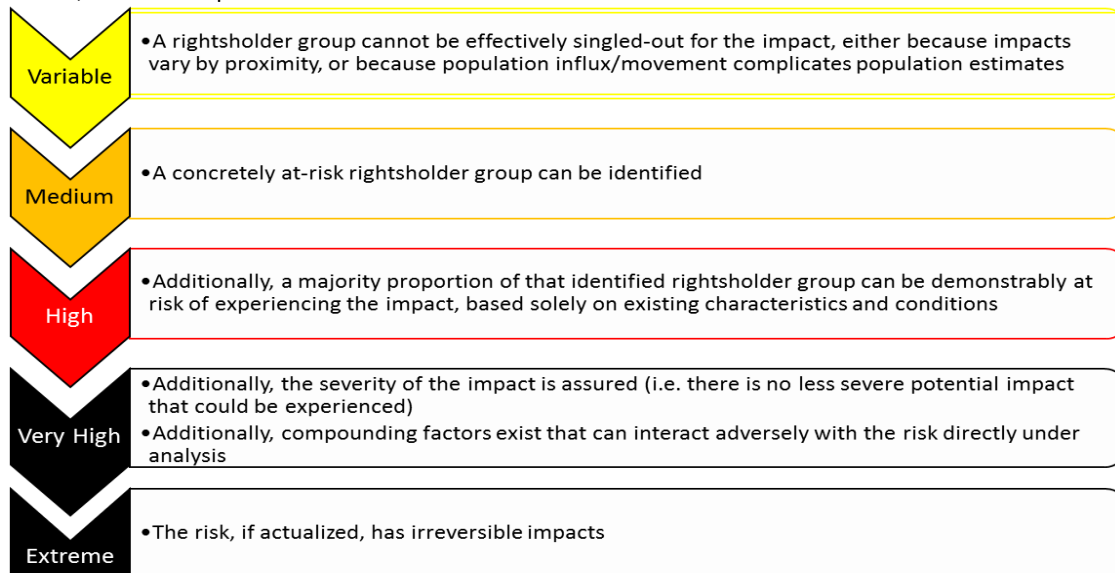 Variable
•A rightsholder group cannot be effectively singled-out for the impact, either because impacts
vary by proximity, or because population influx/movement complicates population estimates
Medium
•A concretely at-risk rightsholder group can be identified
High
•Additionally, a majority proportion of that identified rightsholder group can be demonstrably at
risk of experiencing the impact, based solely on existing characteristics and conditions
Very High
•Additionally, the severity of the impact is assured (i.e. there is no less severe potential impact
that could be experienced)
•Additionally, compounding factors exist that can interact adversely with the risk directly under
analysis
Extreme
•The risk, if actualized, has irreversible impacts